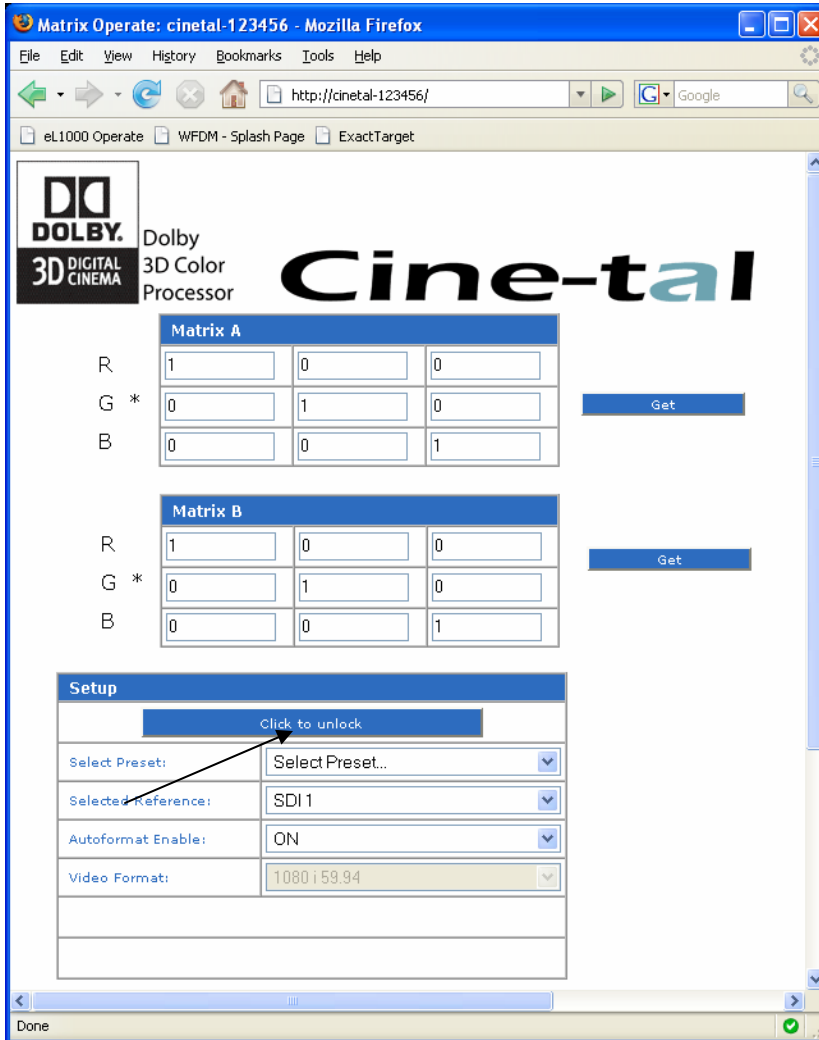 Matrix Operate: cinetal-123456 - Mozilla Firefox
File Edit View History Bookmarks Tools Help
http://cinetal-123456/
G Google
eL1000 Operate WFDM - Splash Page ExactTarget
DOLBY.
3D DIGITAL CINEMA
Dolby
3D Color
Processor
Cine-tal
Matrix A
R 1 0 0
G * 0 1 0 Get
B 0 0 1
Matrix B
R 1 0 0
G * 0 1 0 Get
B 0 0 1
Setup
Click to unlock
Select Preset: Select Preset...
Selected Reference: SDI 1
Autoformat Enable: ON
Video Format: 1080 i 59.94
Done